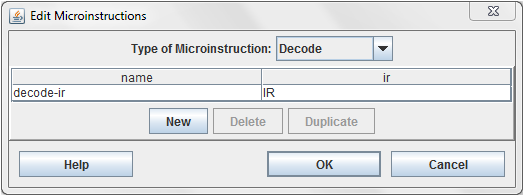 Edit Microinstructions
Type of Microinstruction: Decode
name ir
decode-ir IR
New Delete Duplicate
Help OK Cancel